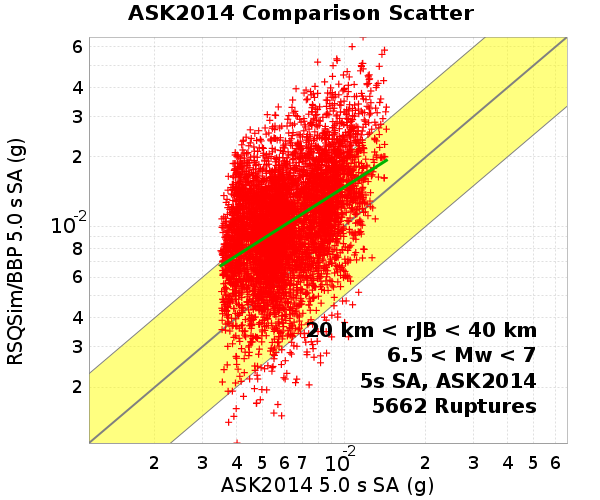 ASK2014 Comparison Scatter
RSQSim/BBP 5.0 s SA (g)
6
4
3
2
10-2
8
6
4
3
2
20 km < rJB < 40 km
6.5 < Mw < 7
5s SA, ASK2014
5662 Ruptures
2 3 4 5 6 7 10-2 2 3 4 5 6
ASK2014 5.0 s SA (g)